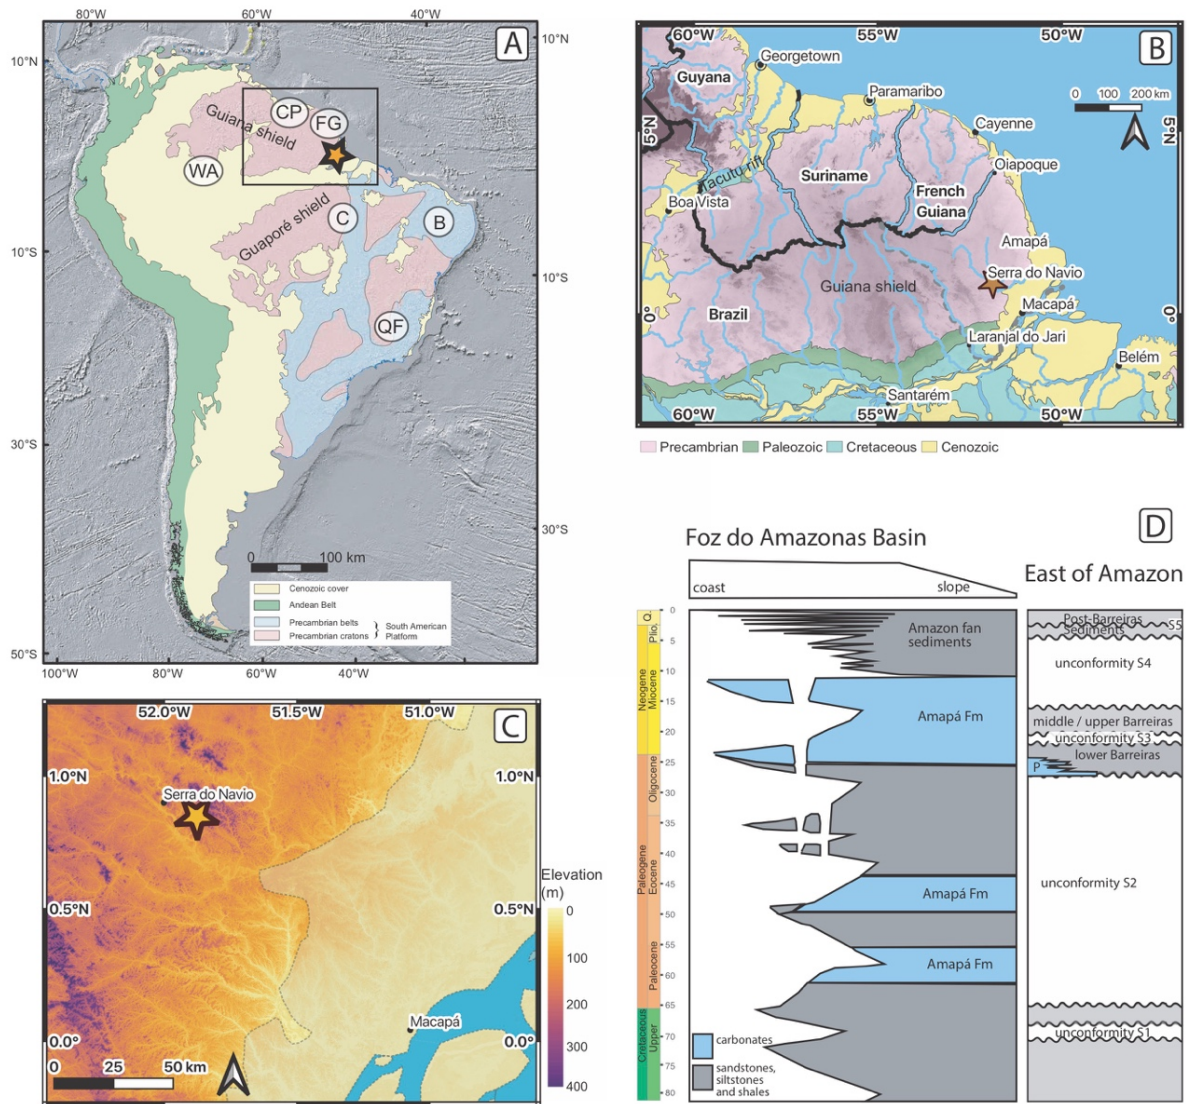 80°W 60°W 40°W
A
10°N
10°N
Guiana shield
CP
FG
WA
Guaporé shield
C
B
10°S
10°S
QF
30°S
30°S
0 100 km
Cenozoic cover
Andean Belt
Precambrian belts
Precambrian cratons
South American
Platform
50°S
100°W 80°W 60°W 40°W
60°W 55°W 50°W
B
Georgetown
Guyana
Paramaribo
0 100 200 km
5°N
5°N
Cayenne
Tacutu rift
Suriname
Oiapoque
Boa Vista
French
Guiana
Amapá
Serra do Navio
Guiana shield
Macapá
0°
0°
Brazil
Laranjal do Jari
Belém
Santarém
60°W 55°W 50°W
Precambrian Paleozoic Cretaceous Cenozoic
52.0°W 51.5°W 51.0°W
C
1.0°N 1.0°N
Serra do Navio
0.5°N 0.5°N
Macapá
0.0° 0.0°
0 25 50 km
Elevation
(m)
0
100
200
300
400
D
Foz do Amazonas Basin
East of Amazon
coast slope
Q.
Plio.
Neogene
Miocene
Oligocene
Paleogene
Eocene
Paleocene
Cretaceous
Upper
0
5
10
15
20
25
30
35
40
45
50
55
60
65
70
75
80
Amazon fan
sediments
Amapá Fm
Amapá Fm
Amapá Fm
carbonates
sandstones,
siltstones
and shales
Post-Barreiras
Sediments
S5
unconformity S4
middle / upper Barreiras
unconformity S3
lower Barreiras
P
unconformity S2
unconformity S1